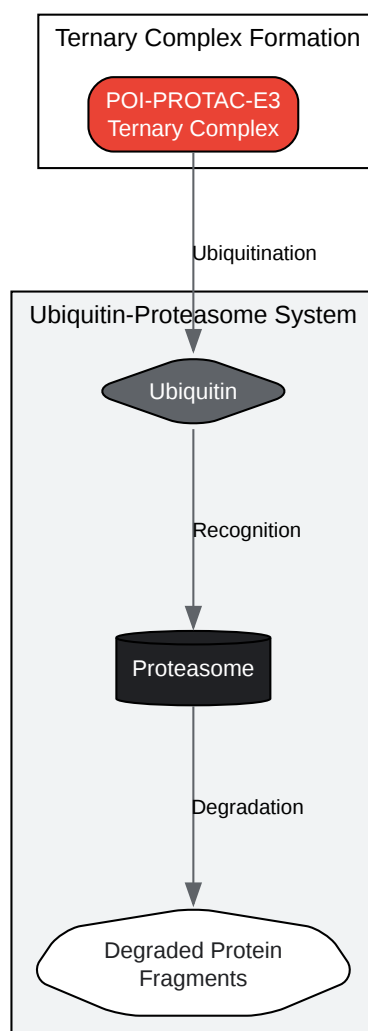 Ternary Complex Formation
POI-PROTAC-E3
Ternary Complex
Ubiquitination
Ubiquitin-Proteasome System
Ubiquitin
Recognition
Proteasome
Degradation
Degraded Protein
Fragments